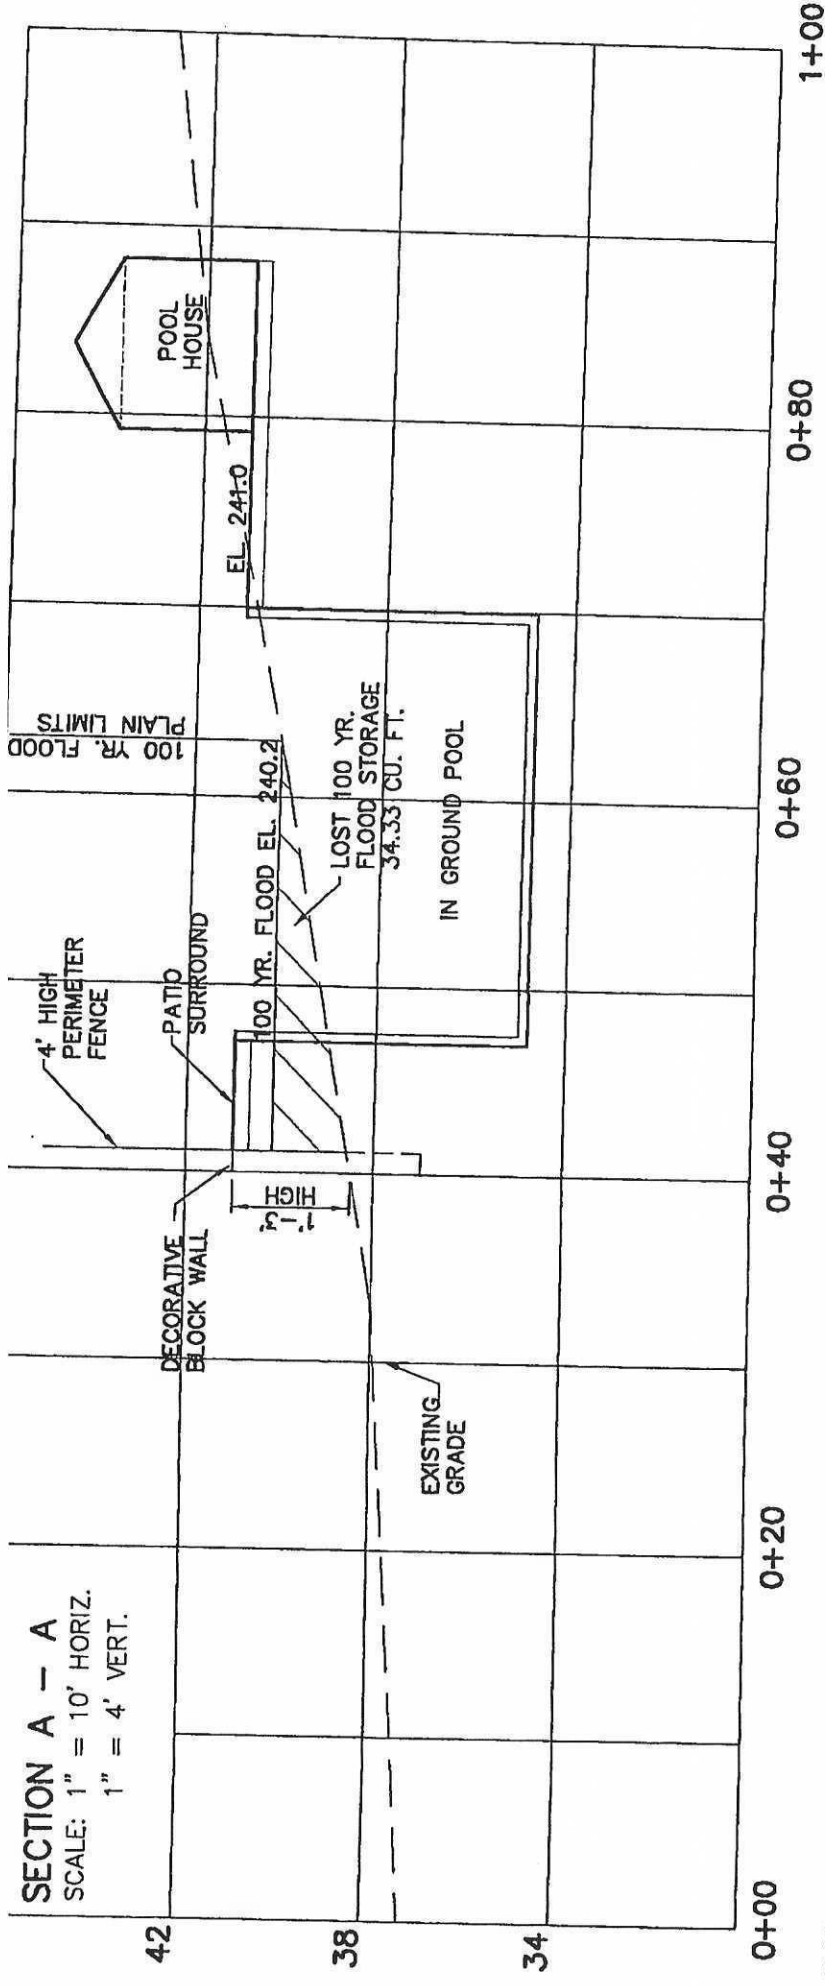 SECTION A - A
SCALE: 1" = 10' HORIZ.
1" = 4' VERT.
4' HIGH
PERIMETER
FENCE
PATIO
SURROUND
DECORATIVE
BLOCK WALL
1'-3"
HIGH
100 YR. FLOOD
PLAIN LIMITS
100 YR. FLOOD EL. 240.2
LOST 100 YR.
FLOOD STORAGE
34.33 CU. FT.
IN GROUND POOL
EL. 241.0
POOL
HOUSE
EXISTING
GRADE
42
38
34
0+00
0+20
0+40
0+60
0+80
1+00